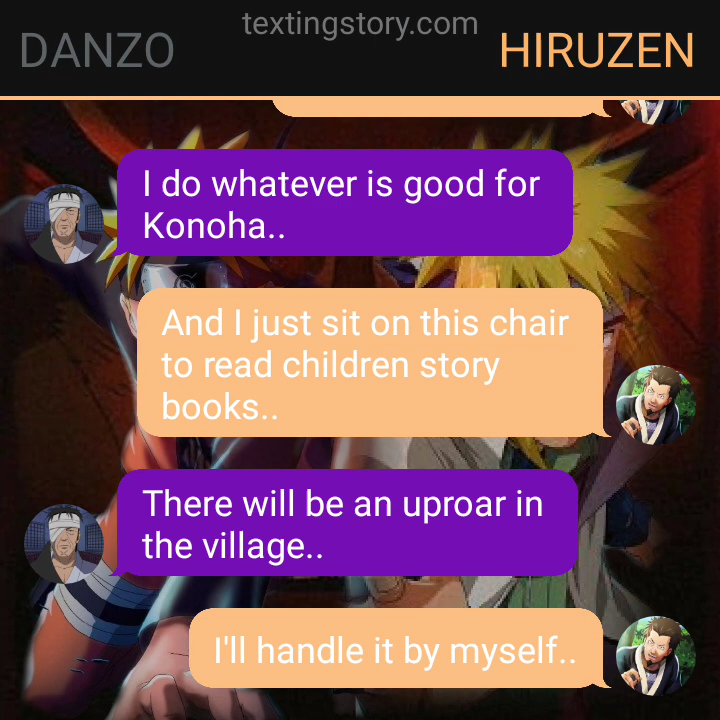 textingstory.com
DANZO
HIRUZEN
I do whatever is good for
Konoha..
And I just sit on this chair
to read children story
books..
There will be an uproar in
the village..
I'll handle it by myself..